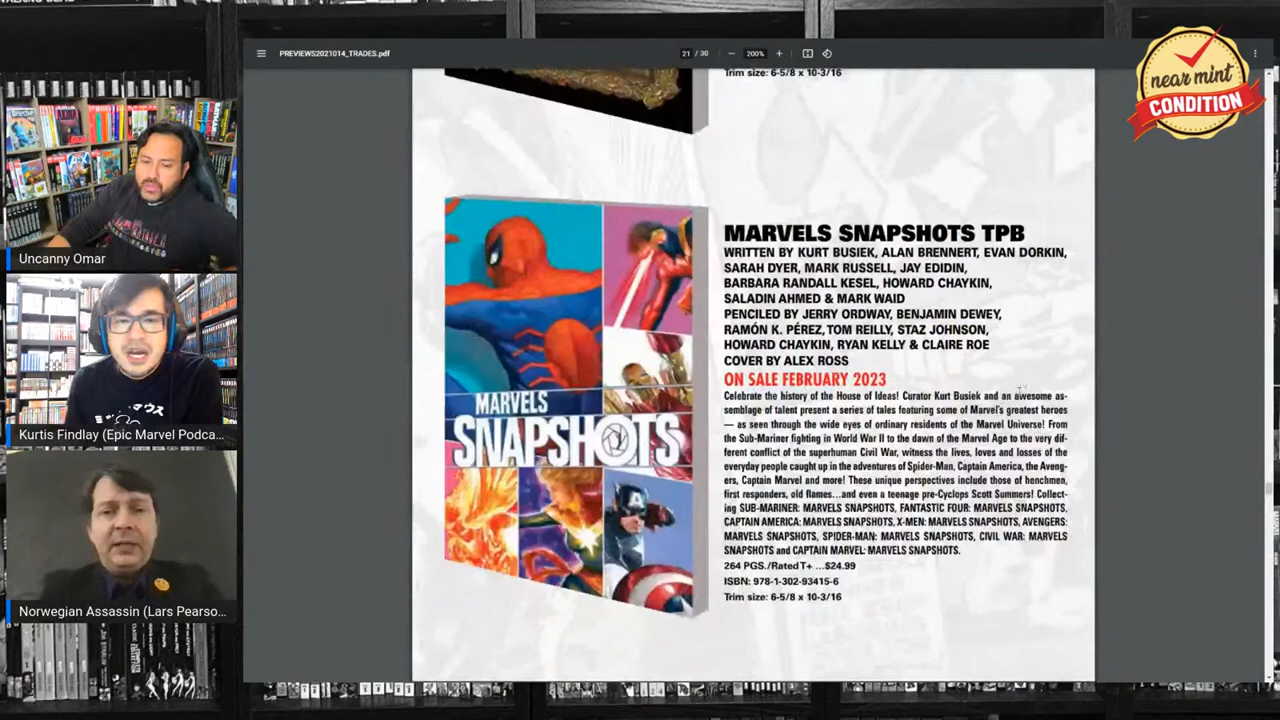 PREVIEWS2021014_TRADES.pdf
21 / 30
200%
near mint
CONDITION
Trim size: 6-5/8 x 10-3/16
Uncanny Omar
Kurtis Findlay (Epic Marvel Podca...
Norwegian Assassin (Lars Pearso...
MARVELS
SNAPSHOTS
A
MARVELS SNAPSHOTS TPB
WRITTEN BY KURT BUSIEK, ALAN BRENNERT, EVAN DORKIN,
SARAH DYER, MARK RUSSELL, JAY EDIDIN,
BARBARA RANDALL KESEL, HOWARD CHAYKIN,
SALADIN AHMED & MARK WAID
PENCILED BY JERRY ORDWAY, BENJAMIN DEWEY,
RAMÓN K. PÉREZ, TOM REILLY, STAZ JOHNSON,
HOWARD CHAYKIN, RYAN KELLY & CLAIRE ROE
COVER BY ALEX ROSS
ON SALE FEBRUARY 2023
Celebrate the history of the House of Ideas! Curator Kurt Busiek and an awesome as-
semblage of talent present a series of tales featuring some of Marvel's greatest heroes
— as seen through the wide eyes of ordinary residents of the Marvel Universe! From
the Sub-Mariner fighting in World War II to the dawn of the Marvel Age to the very dif-
ferent conflict of the superhuman Civil War, witness the lives, loves and losses of the
everyday people caught up in the adventures of Spider-Man, Captain America, the Aveng-
ers, Captain Marvel and more! These unique perspectives include those of henchmen,
first responders, old flames...and even a teenage pre-Cyclops Scott Summers! Collect-
ing SUB-MARINER: MARVELS SNAPSHOTS, FANTASTIC FOUR: MARVELS SNAPSHOTS,
CAPTAIN AMERICA: MARVELS SNAPSHOTS, X-MEN: MARVELS SNAPSHOTS, AVENGERS:
MARVELS SNAPSHOTS, SPIDER-MAN: MARVELS SNAPSHOTS, CIVIL WAR: MARVELS
SNAPSHOTS and CAPTAIN MARVEL: MARVELS SNAPSHOTS.
264 PGS./Rated T+ ...$24.99
ISBN: 978-1-302-93415-6
Trim size: 6-5/8 x 10-3/16